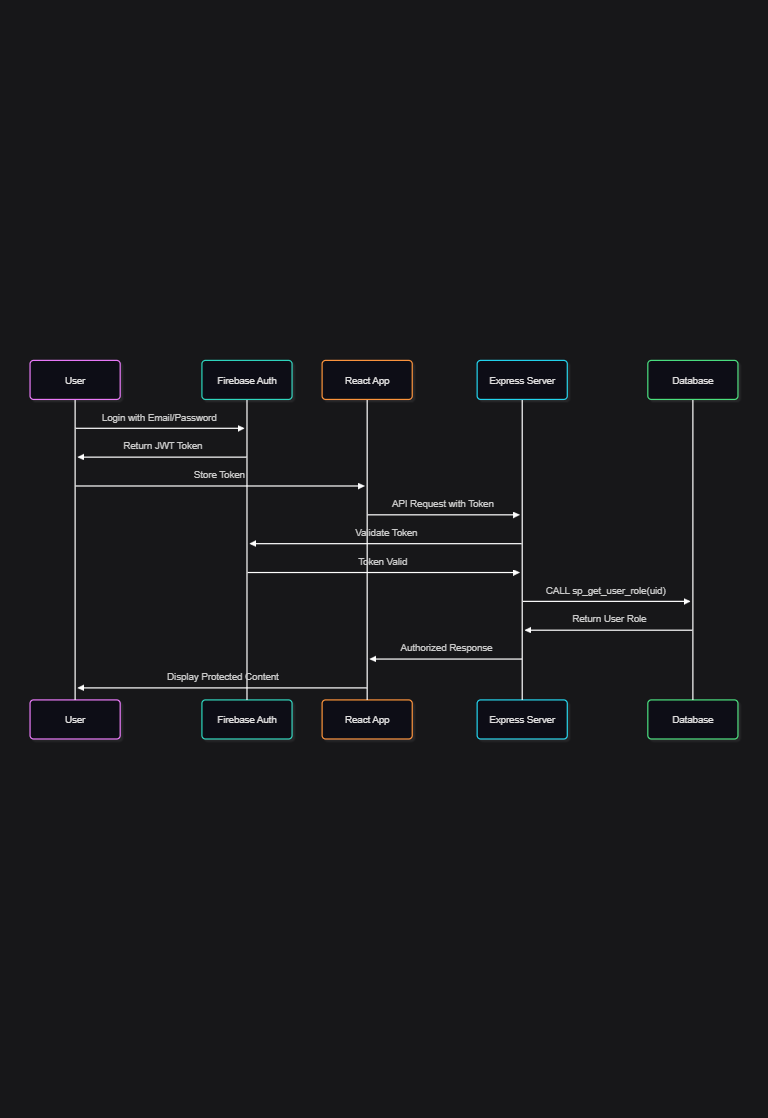 User
Firebase Auth
React App
Express Server
Database
Login with Email/Password
Return JWT Token
Store Token
API Request with Token
Validate Token
Token Valid
CALL sp_get_user_role(uid)
Return User Role
Authorized Response
Display Protected Content
User
Firebase Auth
React App
Express Server
Database